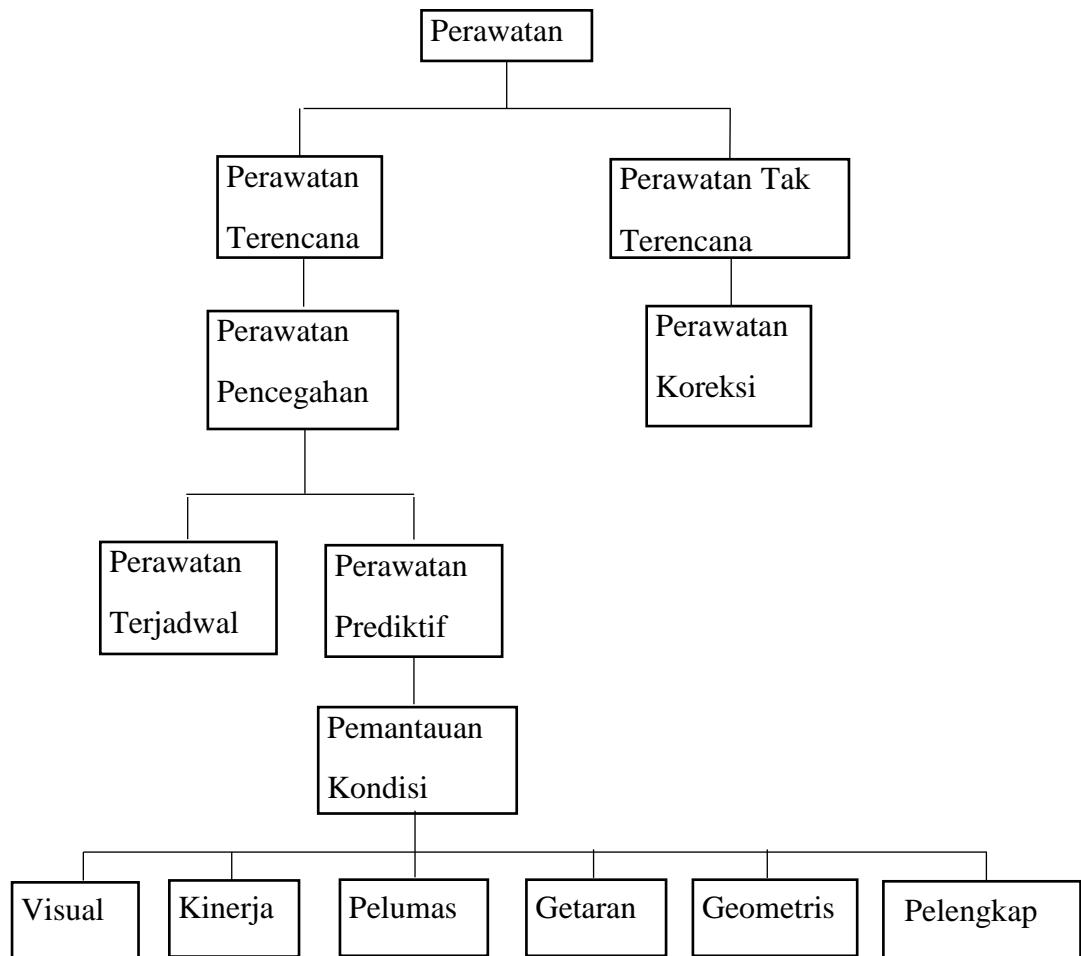 Perawatan
Perawatan
Terencana
Perawatan Tak
Terencana
Perawatan
Pencegahan
Perawatan
Koreksi
Perawatan
Terjadwal
Perawatan
Prediktif
Pemantauan
Kondisi
Visual
Kinerja
Pelumas
Getaran
Geometris
Pelengkap